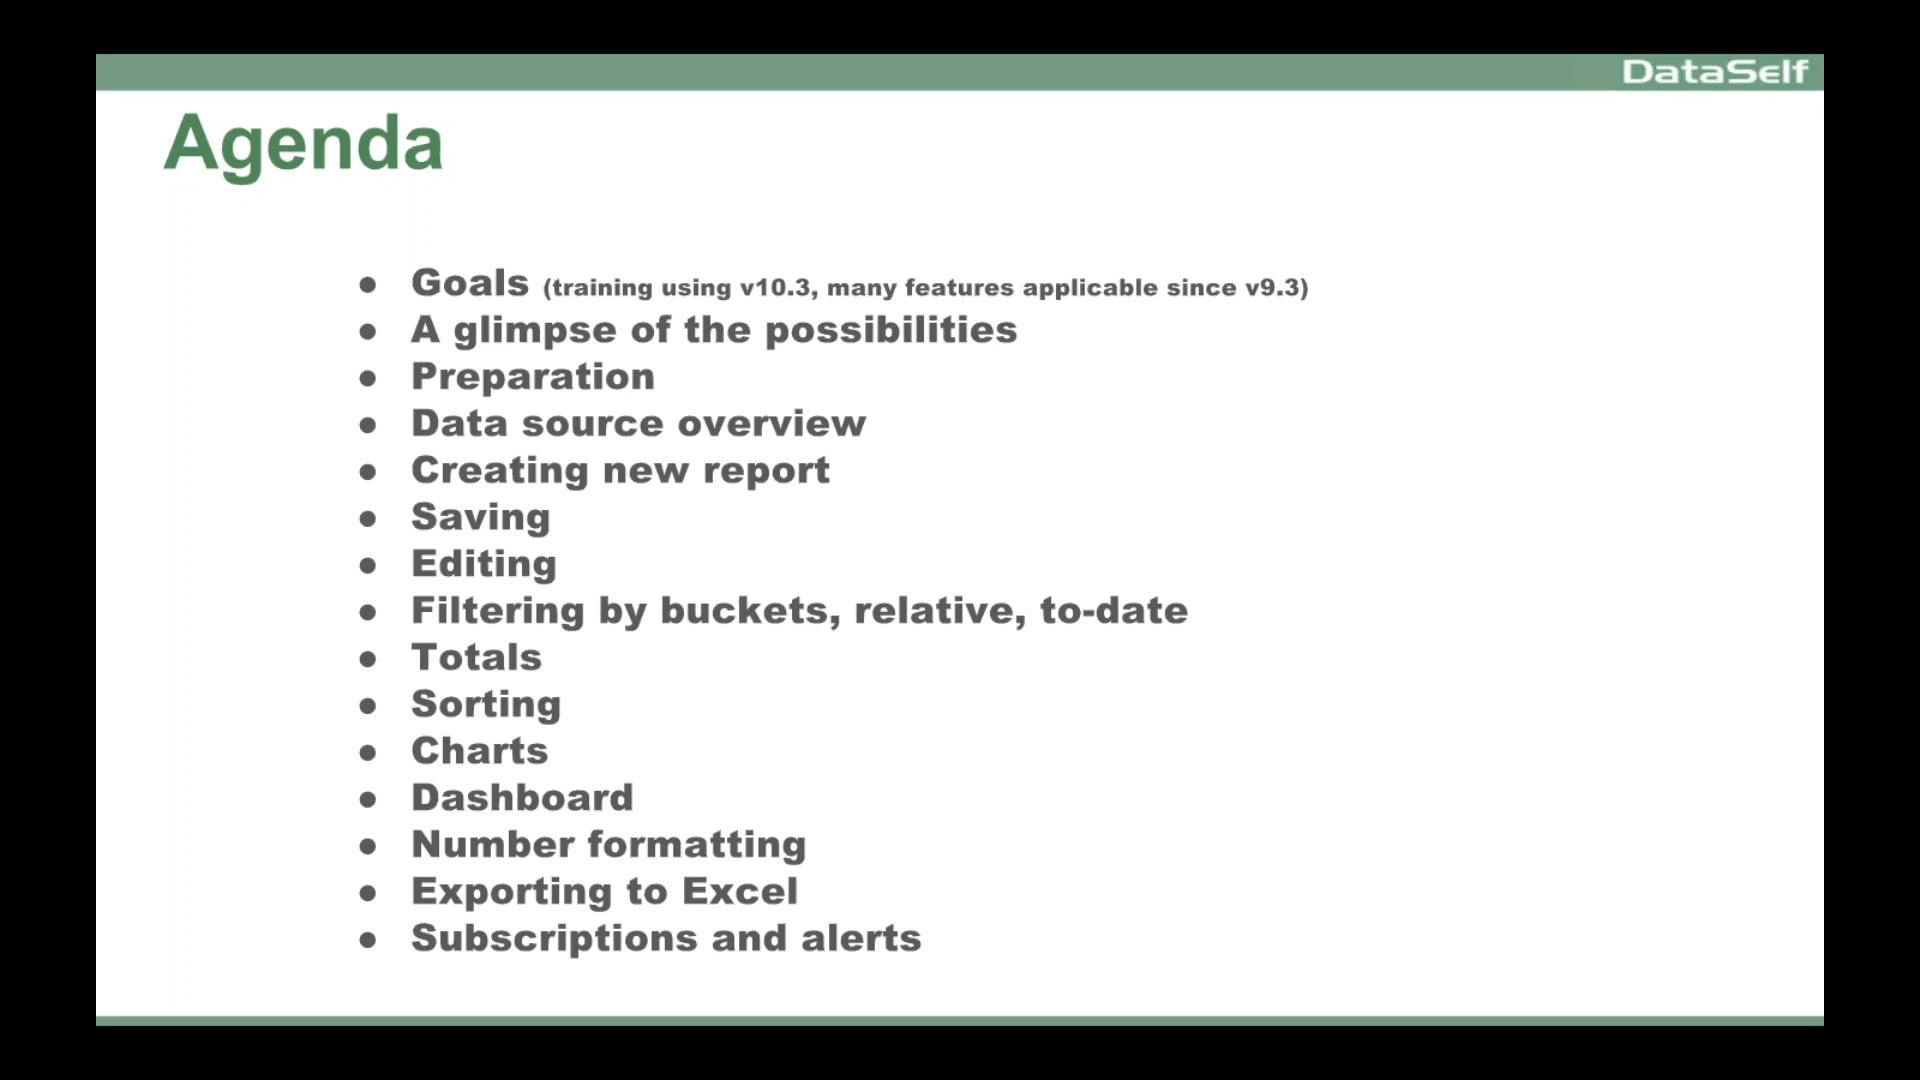 DataSelf
Agenda
● Goals (training using v10.3, many features applicable since v9.3)
● A glimpse of the possibilities
● Preparation
● Data source overview
● Creating new report
● Saving
● Editing
● Filtering by buckets, relative, to-date
● Totals
● Sorting
● Charts
● Dashboard
● Number formatting
● Exporting to Excel
● Subscriptions and alerts